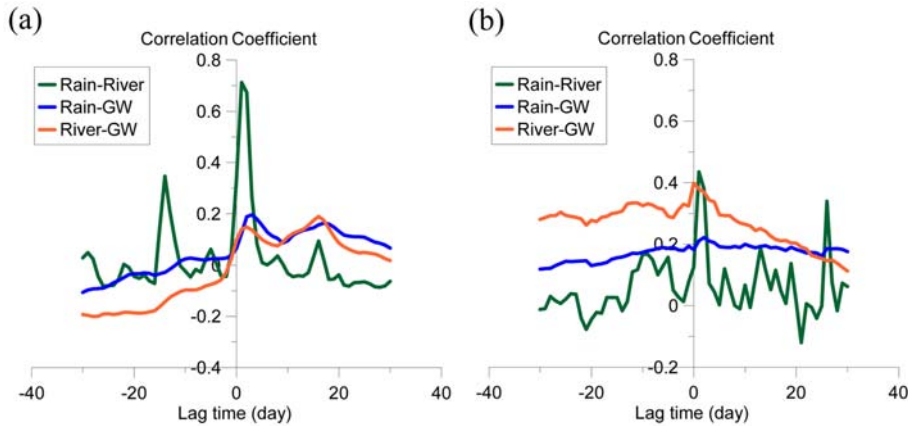 (a)
Correlation Coefficient
Rain-River
Rain-GW
River-GW
0.8
0.6
0.4
0.2
0
-0.2
-0.4
-40
-20
0
20
40
Lag time (day)
(b)
Correlation Coefficient
Rain-River
Rain-GW
River-GW
0.8
0.6
0.4
0.2
0
-0.2
-40
-20
0
20
40
Lag time (day)